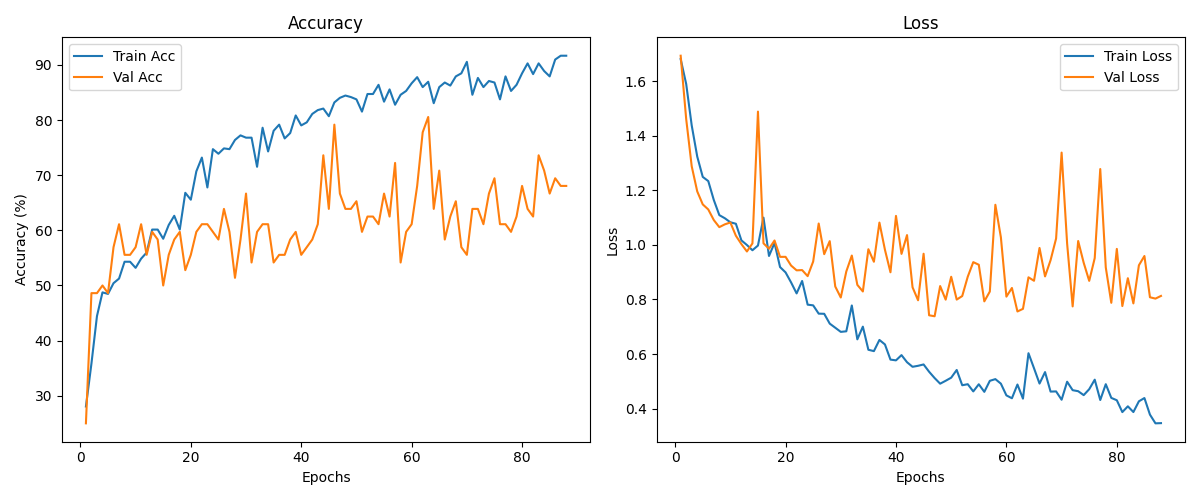 Accuracy
Train Acc
Val Acc
Accuracy (%)
90
80
70
60
50
40
30
0 20 40 60 80
Epochs
Loss
Train Loss
Val Loss
Loss
1.6
1.4
1.2
1.0
0.8
0.6
0.4
0 20 40 60 80
Epochs